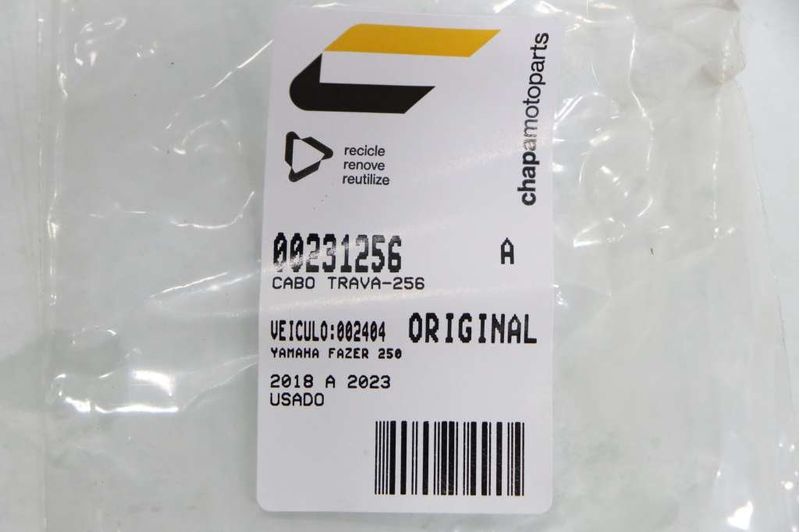 chapamotoparts
recicle
renove
reutilize
00231256 A
CABO TRAVA-256
VEICULO:002404 ORIGINAL
YAMAHA FAZER 250
2018 A 2023
USADO